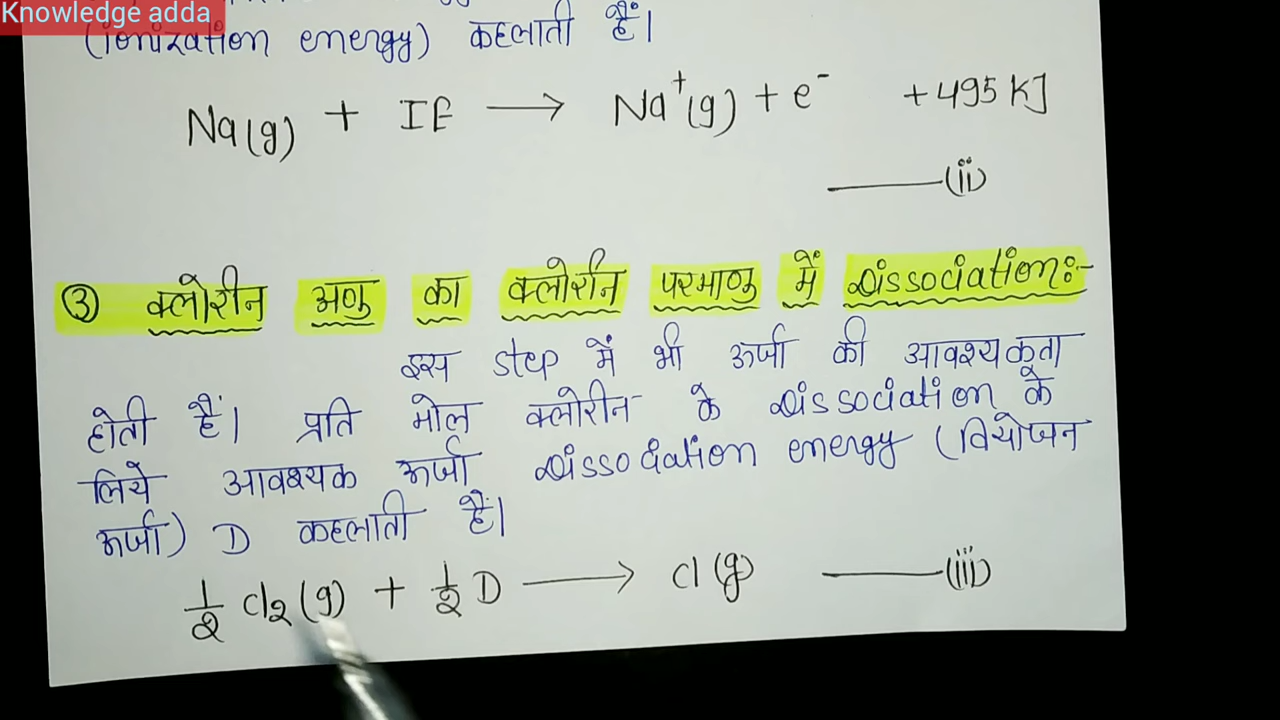 Knowledge adda
(ionization energy) कहलाती हैं।
Na(g) + IE ⟶ Na⁺(g) + e⁻ +495 KJ
——(ii)
③ क्लोरीन अणु का क्लोरीन परमाणु में Dissociation:-
इस step में भी ऊर्जा की आवश्यकता
होती हैं। प्रति मोल क्लोरीन के Dissociation के
लिये आवश्यक ऊर्जा Dissociation energy (वियोजन
ऊर्जा) D कहलाती हैं।
½ Cl₂(g) + ½ D ⟶ Cl(g) ——(iii)